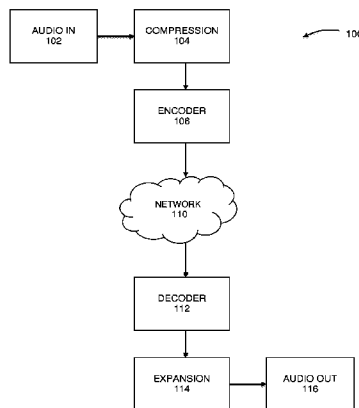 AUDIO IN
102
COMPRESSION
104
100
ENCODER
108
NETWORK
110
DECODER
112
EXPANSION
114
AUDIO OUT
116